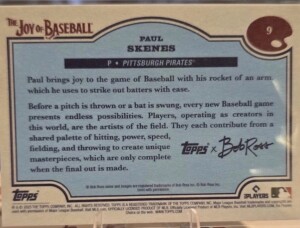 THE JOY OF BASEBALL
9
PAUL
SKENES
P • PITTSBURGH PIRATES®
Paul brings joy to the game of Baseball with his rocket of an arm,
which he uses to strike out batters with ease.
Before a pitch is thrown or a bat is swung, every new Baseball game
presents endless possibilities. Players, operating as creators in
this world, are the artists of the field. They each contribute from a
shared palette of hitting, power, speed,
fielding, and throwing to create unique
masterpieces, which are only complete
when the final out is made.
Topps x Bob Ross
Topps
PLAYERS